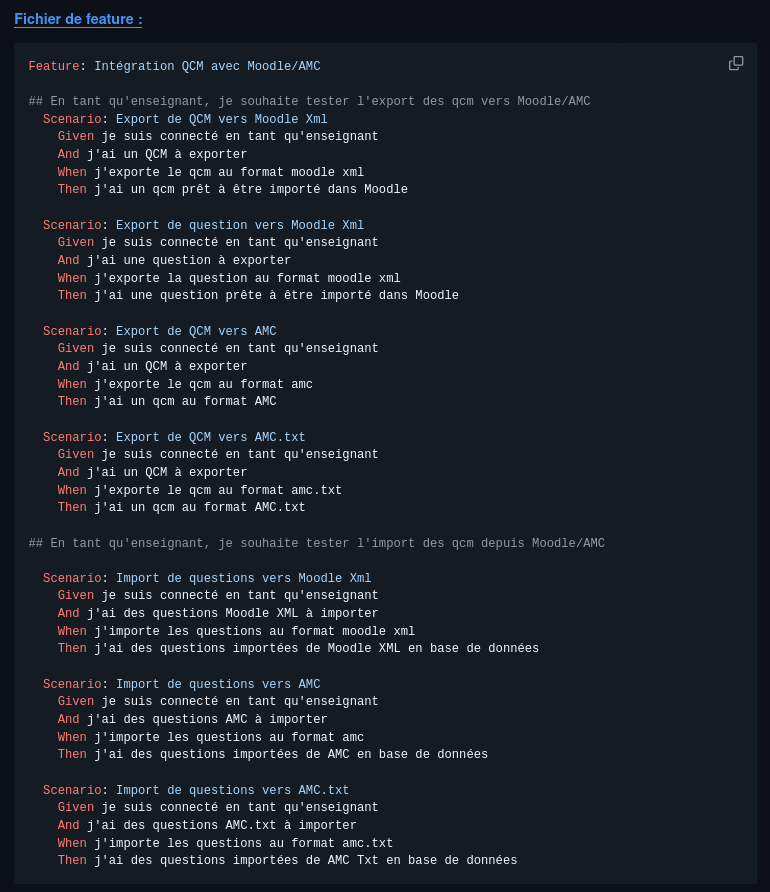 Fichier de feature :
Feature: Intégration QCM avec Moodle/AMC
## En tant qu'enseignant, je souhaite tester l'export des qcm vers Moodle/AMC
Scenario: Export de QCM vers Moodle Xml
Given je suis connecté en tant qu'enseignant
And j'ai un QCM à exporter
When j'exporte le qcm au format moodle xml
Then j'ai un qcm prêt à être importé dans Moodle
Scenario: Export de question vers Moodle Xml
Given je suis connecté en tant qu'enseignant
And j'ai une question à exporter
When j'exporte la question au format moodle xml
Then j'ai une question prête à être importé dans Moodle
Scenario: Export de QCM vers AMC
Given je suis connecté en tant qu'enseignant
And j'ai un QCM à exporter
When j'exporte le qcm au format amc
Then j'ai un qcm au format AMC
Scenario: Export de QCM vers AMC.txt
Given je suis connecté en tant qu'enseignant
And j'ai un QCM à exporter
When j'exporte le qcm au format amc.txt
Then j'ai un qcm au format AMC.txt
## En tant qu'enseignant, je souhaite tester l'import des qcm depuis Moodle/AMC
Scenario: Import de questions vers Moodle Xml
Given je suis connecté en tant qu'enseignant
And j'ai des questions Moodle XML à importer
When j'importe les questions au format moodle xml
Then j'ai des questions importées de Moodle XML en base de données
Scenario: Import de questions vers AMC
Given je suis connecté en tant qu'enseignant
And j'ai des questions AMC à importer
When j'importe les questions au format amc
Then j'ai des questions importées de AMC en base de données
Scenario: Import de questions vers AMC.txt
Given je suis connecté en tant qu'enseignant
And j'ai des questions AMC.txt à importer
When j'importe les questions au format amc.txt
Then j'ai des questions importées de AMC Txt en base de données